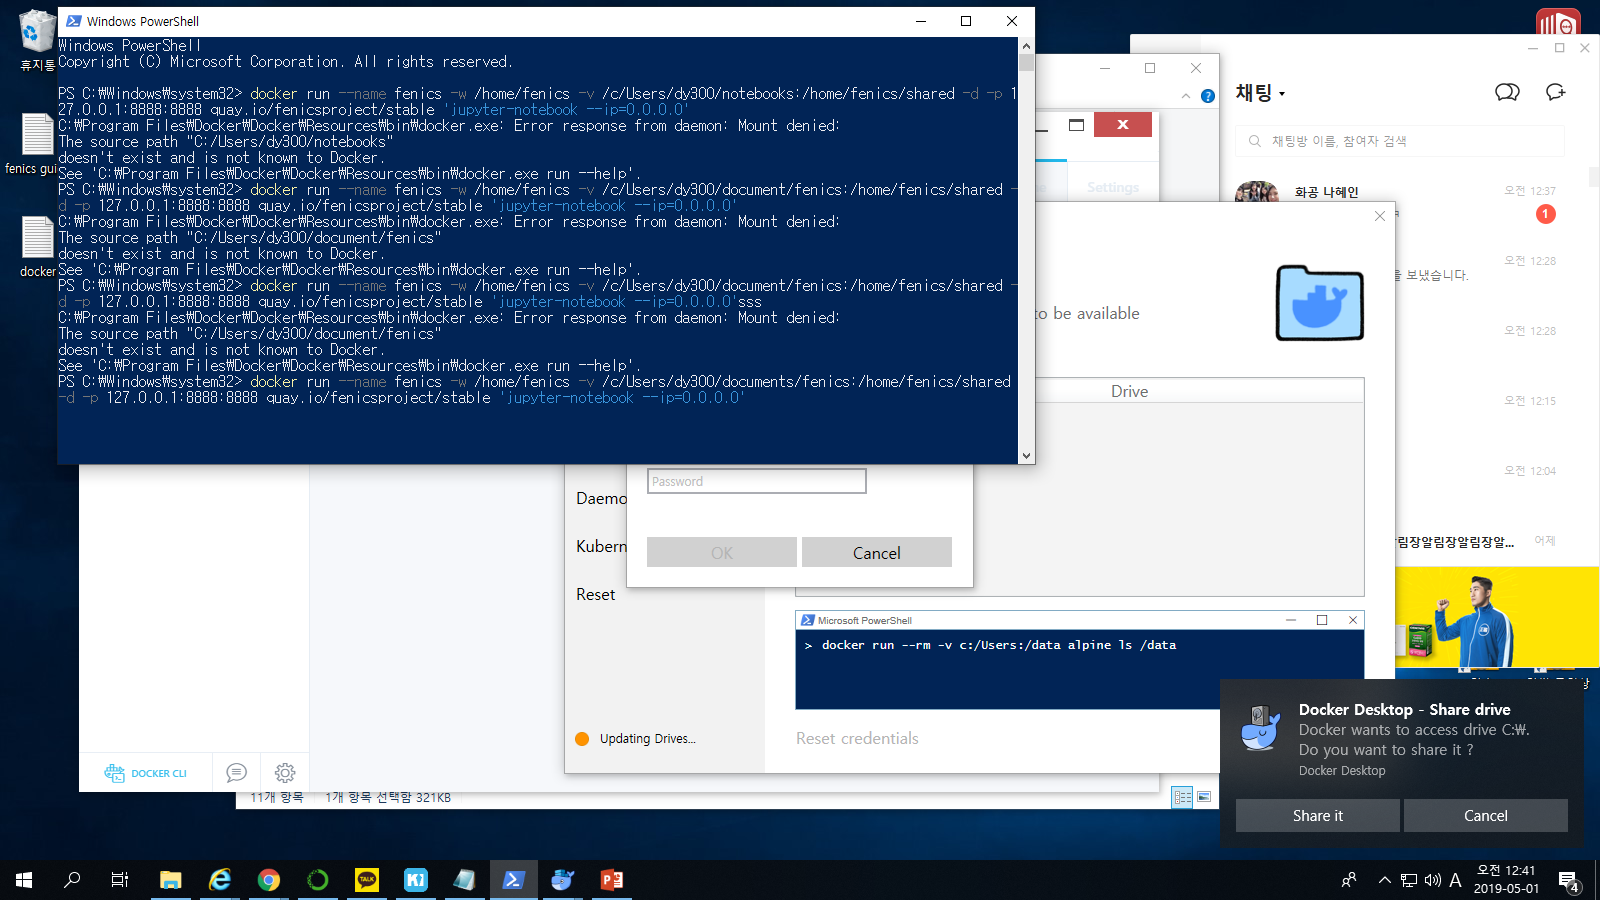 휴지통
fenics gui
docker
Windows PowerShell
Windows PowerShell
Copyright (C) Microsoft Corporation. All rights reserved.
PS C:₩Windows₩system32> docker run --name fenics -w /home/fenics -v /c/Users/dy300/notebooks:/home/fenics/shared -d -p 1
27.0.0.1:8888:8888 quay.io/fenicsproject/stable 'jupyter-notebook --ip=0.0.0.0'
C:₩Program Files₩Docker₩Docker₩Resources₩bin₩docker.exe: Error response from daemon: Mount denied:
The source path "C:/Users/dy300/notebooks"
doesn't exist and is not known to Docker.
See 'C:₩Program Files₩Docker₩Docker₩Resources₩bin₩docker.exe run --help'.
PS C:₩Windows₩system32> docker run --name fenics -w /home/fenics -v /c/Users/dy300/document/fenics:/home/fenics/shared -
d -p 127.0.0.1:8888:8888 quay.io/fenicsproject/stable 'jupyter-notebook --ip=0.0.0.0'
C:₩Program Files₩Docker₩Docker₩Resources₩bin₩docker.exe: Error response from daemon: Mount denied:
The source path "C:/Users/dy300/document/fenics"
doesn't exist and is not known to Docker.
See 'C:₩Program Files₩Docker₩Docker₩Resources₩bin₩docker.exe run --help'.
PS C:₩Windows₩system32> docker run --name fenics -w /home/fenics -v /c/Users/dy300/document/fenics:/home/fenics/shared -
d -p 127.0.0.1:8888:8888 quay.io/fenicsproject/stable 'jupyter-notebook --ip=0.0.0.0'sss
C:₩Program Files₩Docker₩Docker₩Resources₩bin₩docker.exe: Error response from daemon: Mount denied:
The source path "C:/Users/dy300/document/fenics"
doesn't exist and is not known to Docker.
See 'C:₩Program Files₩Docker₩Docker₩Resources₩bin₩docker.exe run --help'.
PS C:₩Windows₩system32> docker run --name fenics -w /home/fenics -v /c/Users/dy300/documents/fenics:/home/fenics/shared
-d -p 127.0.0.1:8888:8888 quay.io/fenicsproject/stable 'jupyter-notebook --ip=0.0.0.0'
Settings
to be available
Drive
Password
OK
Cancel
Daemo
Kubern
Reset
Microsoft PowerShell
> docker run --rm -v c:/Users:/data alpine ls /data
Updating Drives...
Reset credentials
DOCKER CLI
11개 항목
1개 항목 선택함 321KB
채팅
채팅방 이름, 참여자 검색
화공 나혜인
오전 12:37
1
오전 12:28
을 보냈습니다.
오전 12:28
오전 12:15
오전 12:04
림장알림장알림장알...
어제
Docker Desktop - Share drive
Docker wants to access drive C:₩.
Do you want to share it ?
Docker Desktop
Share it
Cancel
TALK
A
오전 12:41
2019-05-01
4